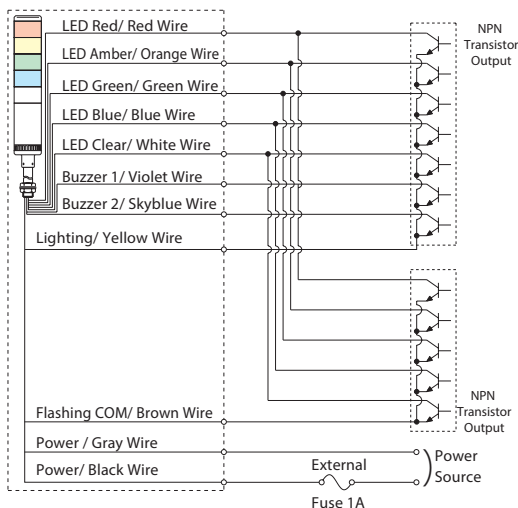 LED Red/ Red Wire
LED Amber/ Orange Wire
LED Green/ Green Wire
LED Blue/ Blue Wire
LED Clear/ White Wire
Buzzer 1/ Violet Wire
Buzzer 2/ Skyblue Wire
Lighting/ Yellow Wire
NPN
Transistor
Output
Flashing COM/ Brown Wire
Power / Gray Wire
Power/ Black Wire
External
Fuse 1A
NPN
Transistor
Output
Power
Source